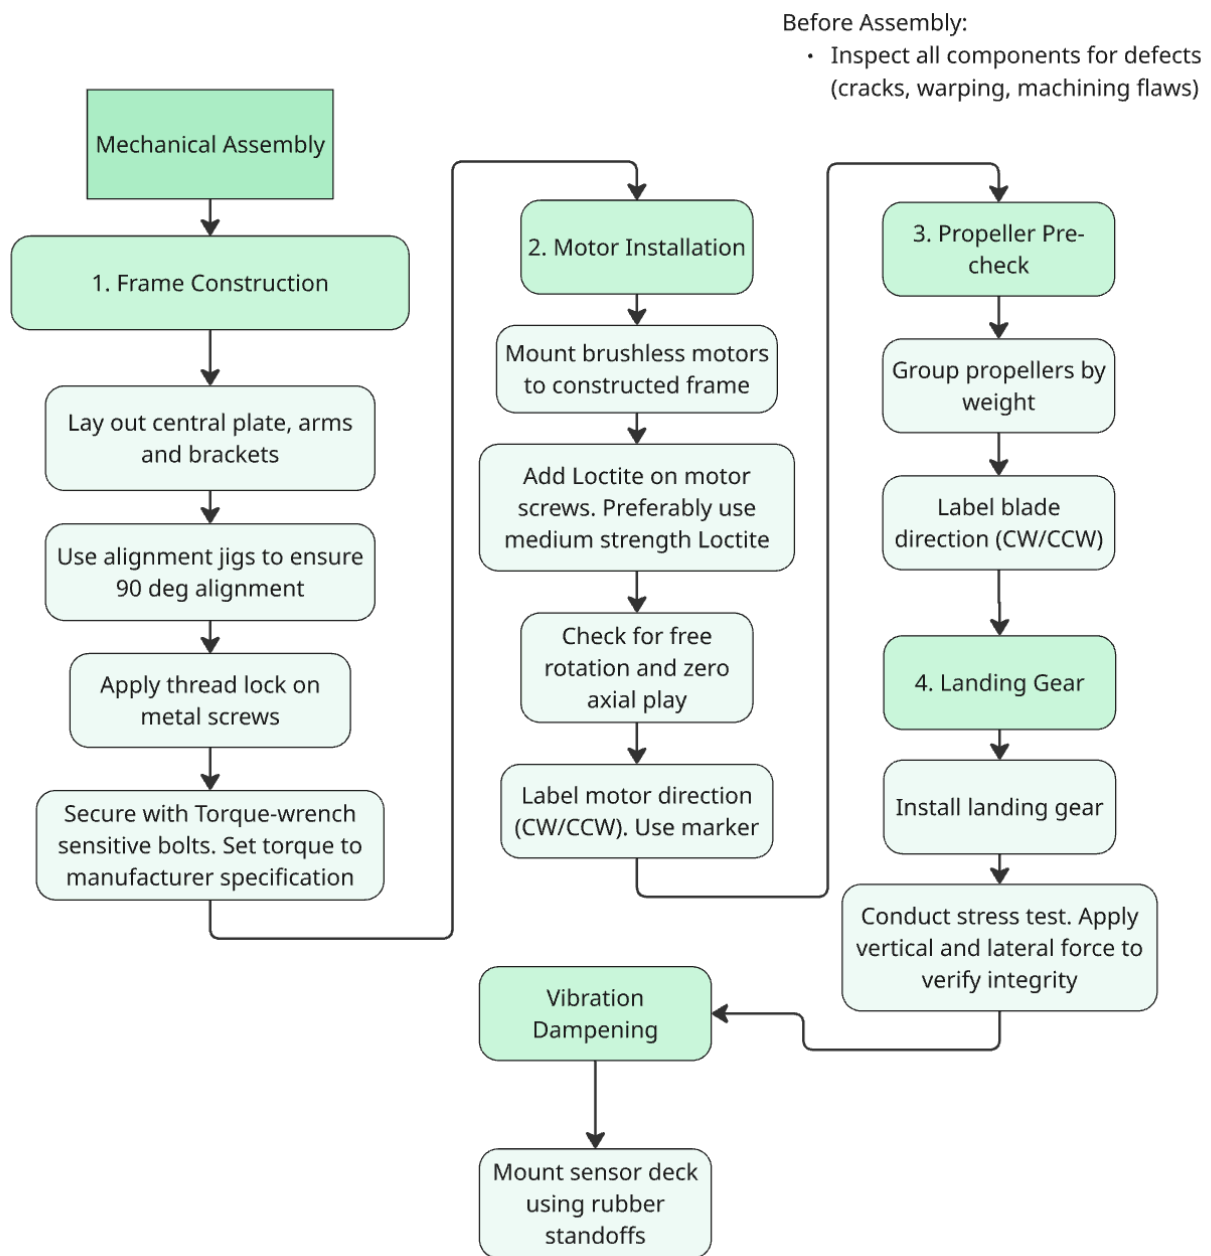 Before Assembly:
• Inspect all components for defects
(cracks, warping, machining flaws)
Mechanical Assembly
1. Frame Construction
Lay out central plate, arms
and brackets
Use alignment jigs to ensure
90 deg alignment
Apply thread lock on
metal screws
Secure with Torque-wrench
sensitive bolts. Set torque to
manufacturer specification
2. Motor Installation
Mount brushless motors
to constructed frame
Add Loctite on motor
screws. Preferably use
medium strength Loctite
Check for free
rotation and zero
axial play
Label motor direction
(CW/CCW). Use marker
3. Propeller Pre-
check
Group propellers by
weight
Label blade
direction (CW/CCW)
4. Landing Gear
Install landing gear
Conduct stress test. Apply
vertical and lateral force to
verify integrity
Vibration
Dampening
Mount sensor deck
using rubber
standoffs